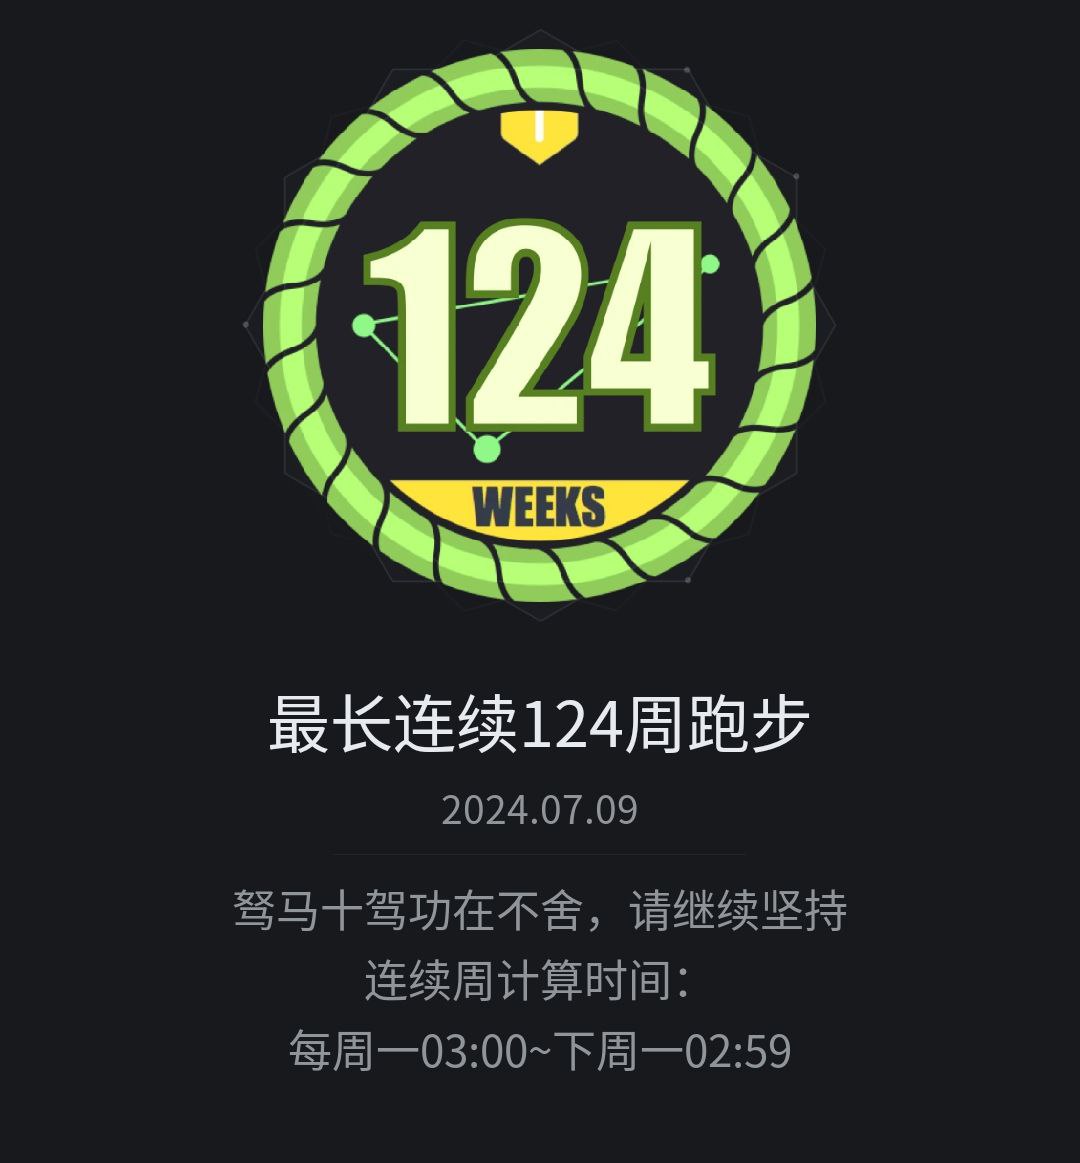 124
WEEKS
最长连续124周跑步
2024.07.09
驽马十驾功在不舍，请继续坚持
连续周计算时间：
每周一03:00~下周一02:59